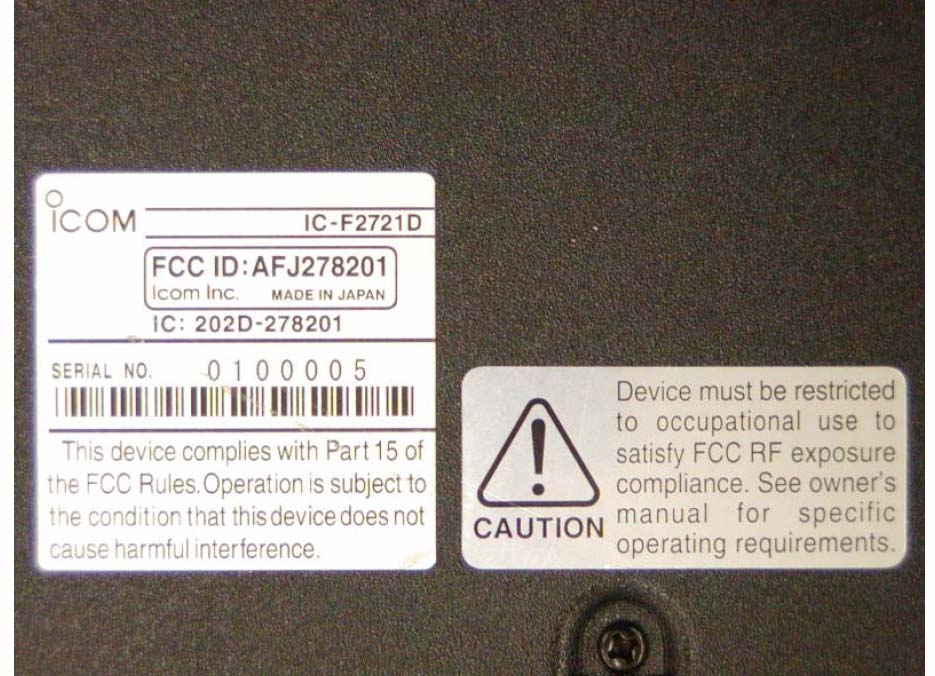 ICOM
IC-F2721D
FCC ID:AFJ278201
Icom Inc. MADE IN JAPAN
IC: 202D-278201
SERIAL NO. 0100005
This device complies with Part 15 of
the FCC Rules. Operation is subject to
the condition that this device does not
cause harmful interference.
CAUTION
Device must be restricted
to occupational use to
satisfy FCC RF exposure
compliance. See owner's
manual for specific
operating requirements.